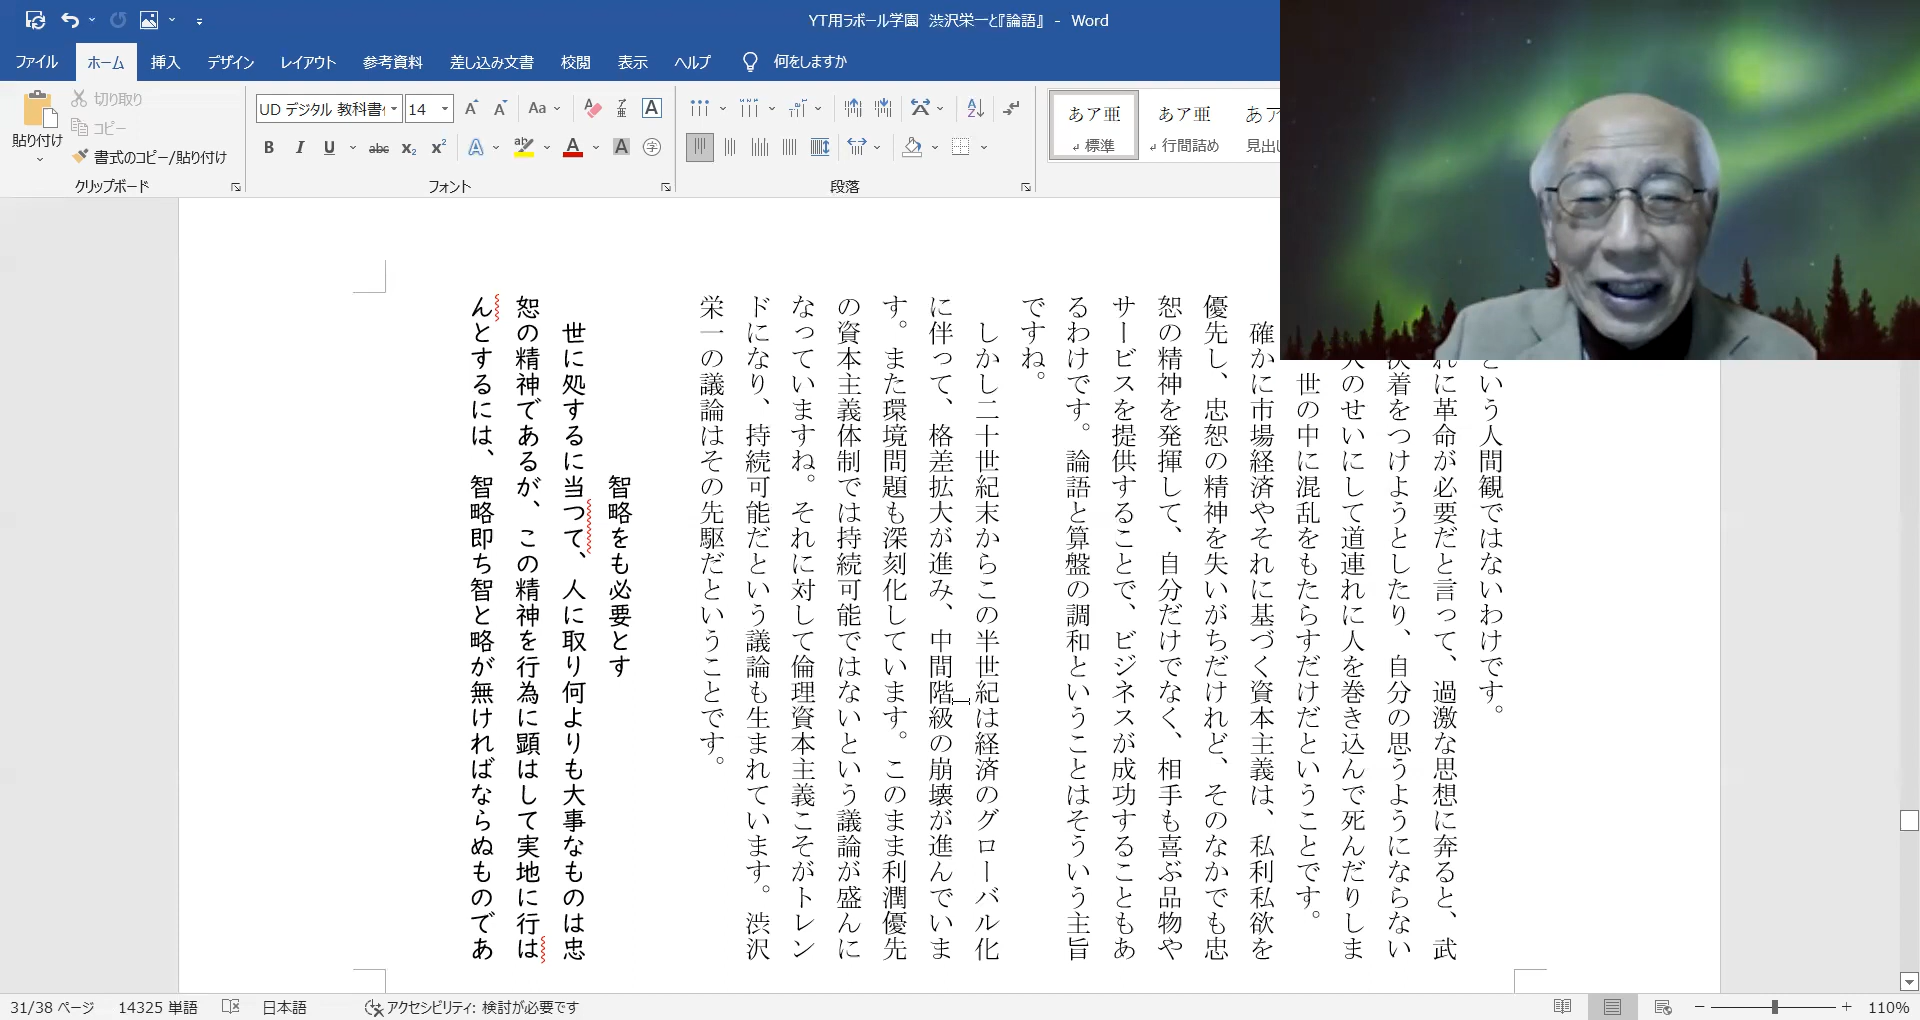 YT用ラボール学園 渋沢栄一と『論語』 - Word
ファイル ホーム 挿入 デザイン レイアウト 参考資料 差し込み文書 校閲 表示 ヘルプ 何をしますか
貼り付け
切り取り
コピー
書式のコピー/貼り付け
クリップボード
UD デジタル 教科書 14
フォント
段落
あア亜 標準
あア亜 行間詰め
あア 見出
という人間観ではないわけです。
れに革命が必要だと言って、過激な思想に奔ると、武
決着をつけようとしたり、自分の思うようにならない
人のせいにして道連れに人を巻き込んで死んだりしま
世の中に混乱をもたらすだけだということです。
確かに市場経済やそれに基づく資本主義は、私利私欲を
優先し、忠恕の精神を失いがちだけれど、そのなかでも忠
恕の精神を発揮して、自分だけでなく、相手も喜ぶ品物や
サービスを提供することで、ビジネスが成功することもあ
るわけです。論語と算盤の調和ということはそういう主旨
ですね。
しかし二十世紀末からこの半世紀は経済のグローバル化
に伴って、格差拡大が進み、中間階級の崩壊が進んでいま
す。また環境問題も深刻化しています。このまま利潤優先
の資本主義体制では持続可能ではないという議論が盛んに
なっていますね。それに対して倫理資本主義こそがトレン
ドになり、持続可能だという議論も生まれています。渋沢
栄一の議論はその先駆だということです。
智略をも必要とす
世に処するに当つて、人に取り何よりも大事なものは忠
恕の精神であるが、この精神を行為に顕はして実地に行は
んとするには、智略即ち智と略が無ければならぬものであ
31/38 ページ 14325 単語 日本語 アクセシビリティ: 検討が必要です 110%